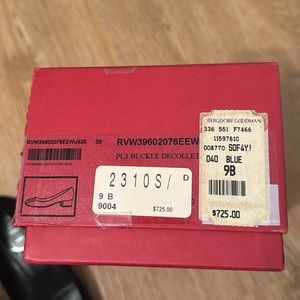 RVW39602076EEWU825 39
RVW39602076EEWU
PLS BUCKLE DECOLLET
2310S/ D
9 B
9004
$725.00
BERGDORF GOODMAN
336 551 F7466
11597610
008770 SOF4Y!
040 BLUE
9B
$725.00